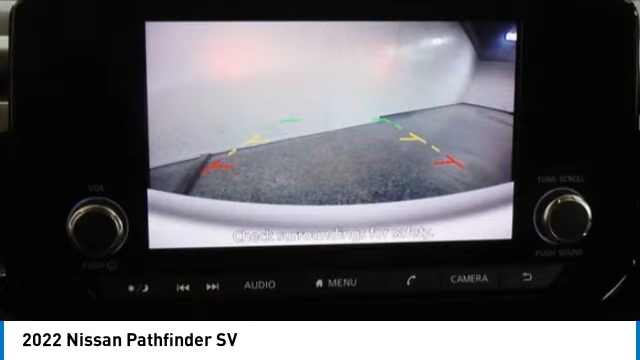 VOL
TUNE·SCROLL
Check surroundings for safety.
PUSH
PUSH SOUND
AUDIO
MENU
CAMERA
2022 Nissan Pathfinder SV